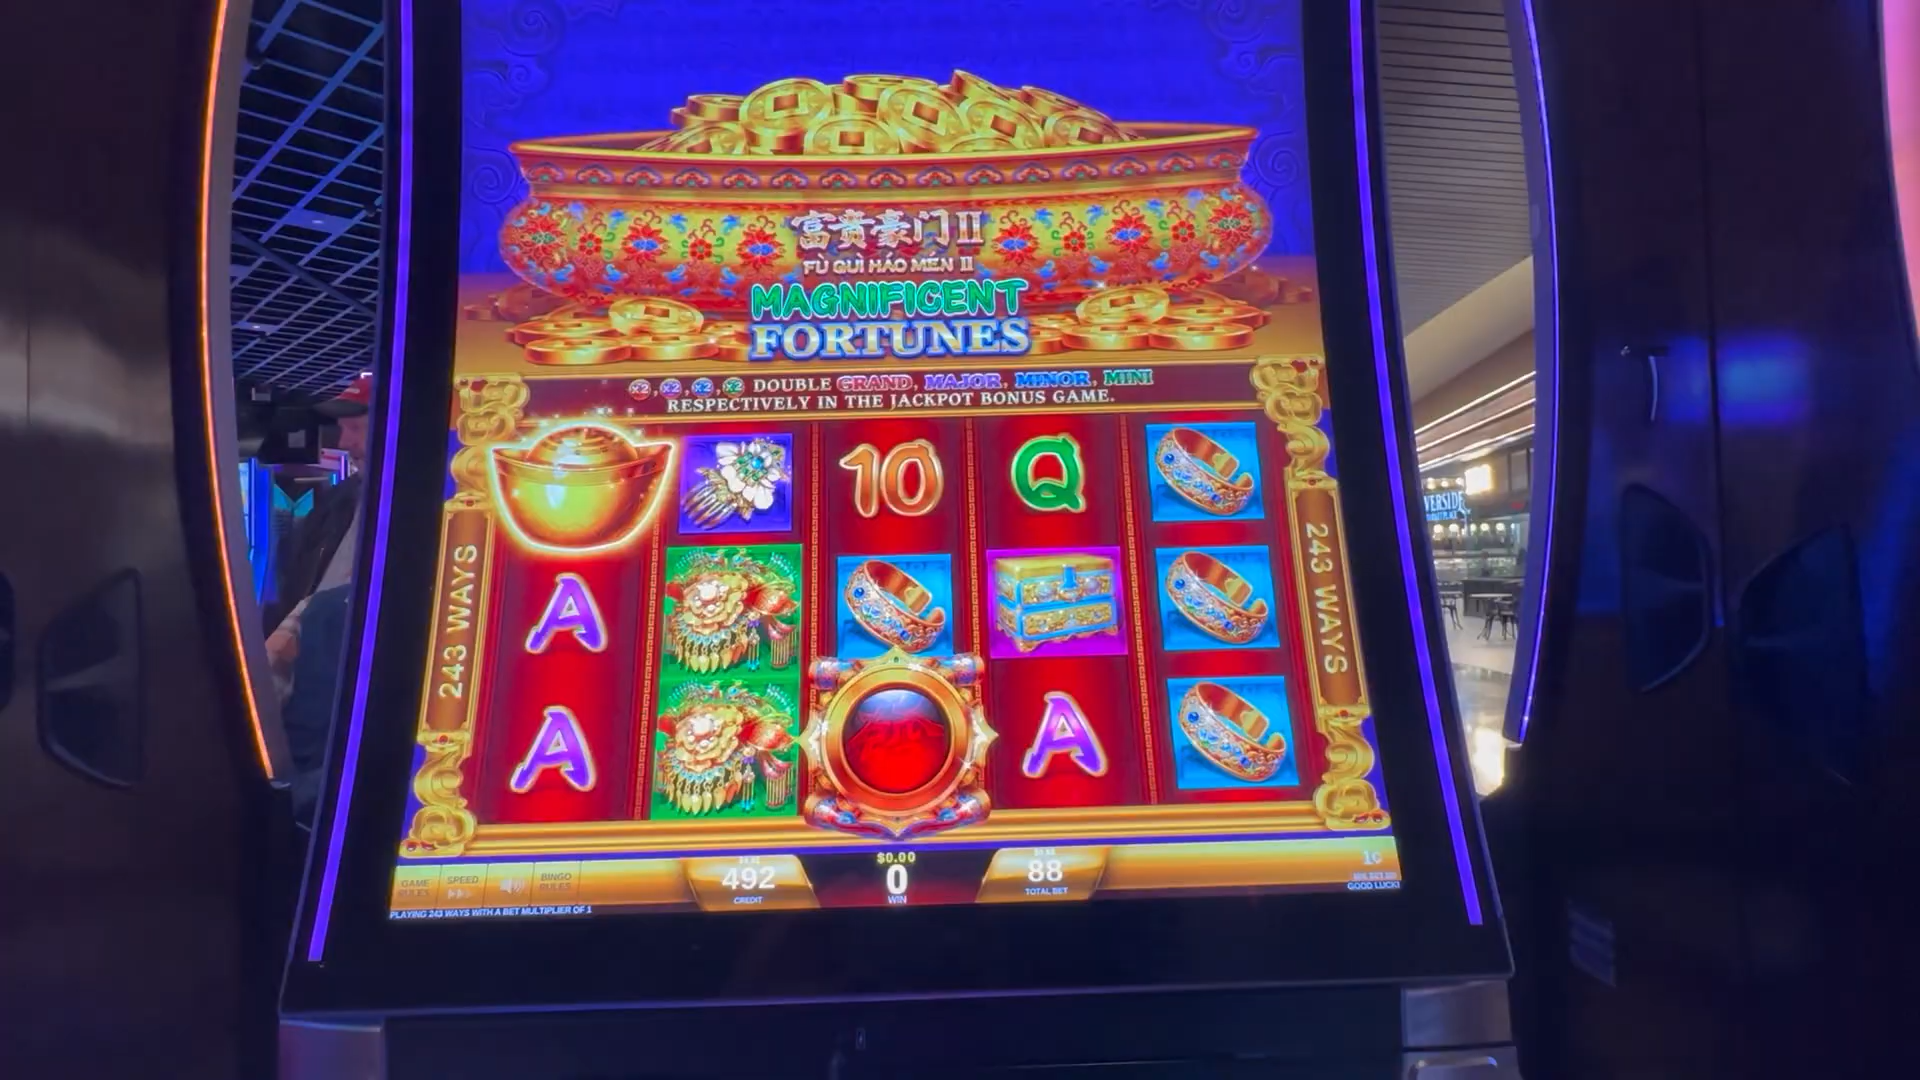 富贵豪门II
FÙ QUÌ HÁO MÉN II
MAGNIFICENT
FORTUNES
x2, x2, x2, x2 DOUBLE GRAND, MAJOR, MINOR, MINI
RESPECTIVELY IN THE JACKPOT BONUS GAME.
10
Q
A
A
A
243 WAYS
243 WAYS
GAME RULES
SPEED
BINGO RULES
492
CREDIT
$0.00
0
WIN
88
TOTAL BET
1¢
GOOD LUCK!
PLAYING 243 WAYS WITH A BET MULTIPLIER OF 1
VERSIDE